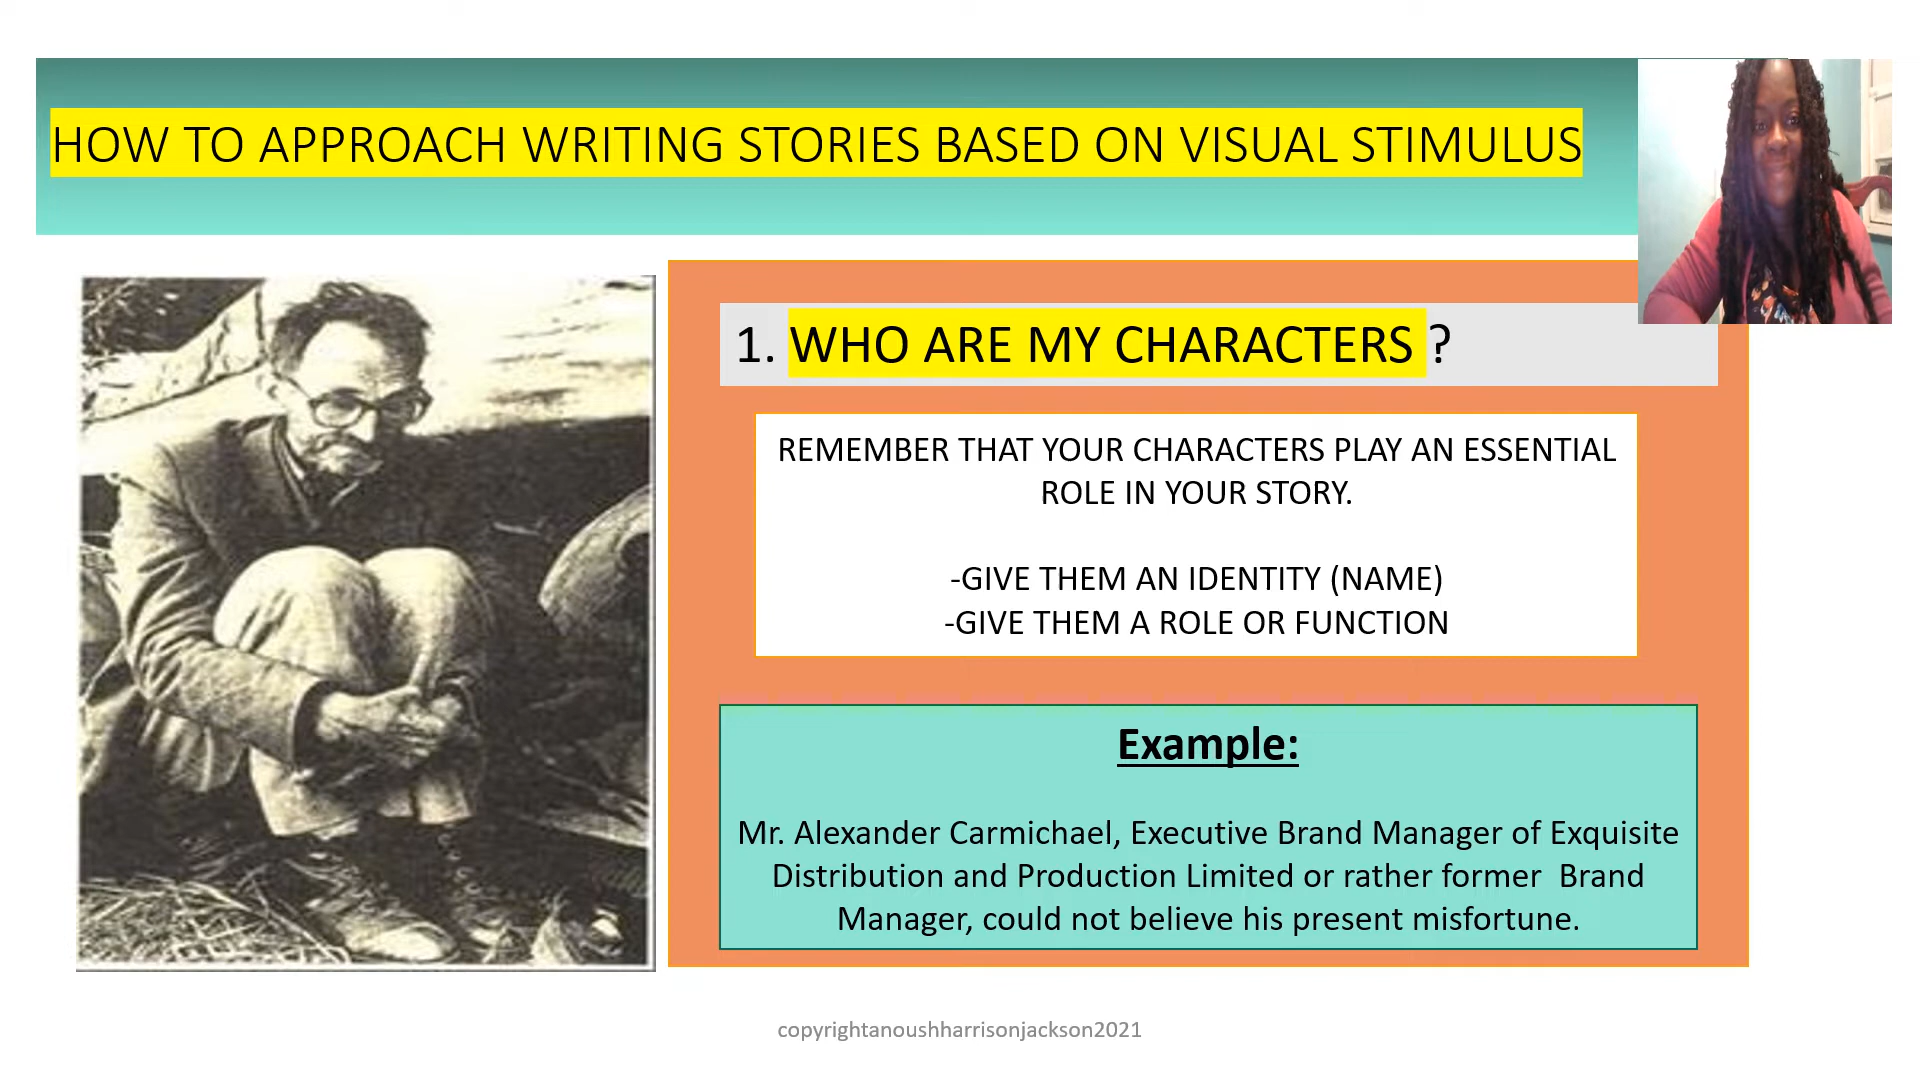 HOW TO APPROACH WRITING STORIES BASED ON VISUAL STIMULUS
1. WHO ARE MY CHARACTERS ?
REMEMBER THAT YOUR CHARACTERS PLAY AN ESSENTIAL
ROLE IN YOUR STORY.
-GIVE THEM AN IDENTITY (NAME)
-GIVE THEM A ROLE OR FUNCTION
Example:
Mr. Alexander Carmichael, Executive Brand Manager of Exquisite
Distribution and Production Limited or rather former  Brand
Manager, could not believe his present misfortune.
copyrightanoushharrisonjackson2021